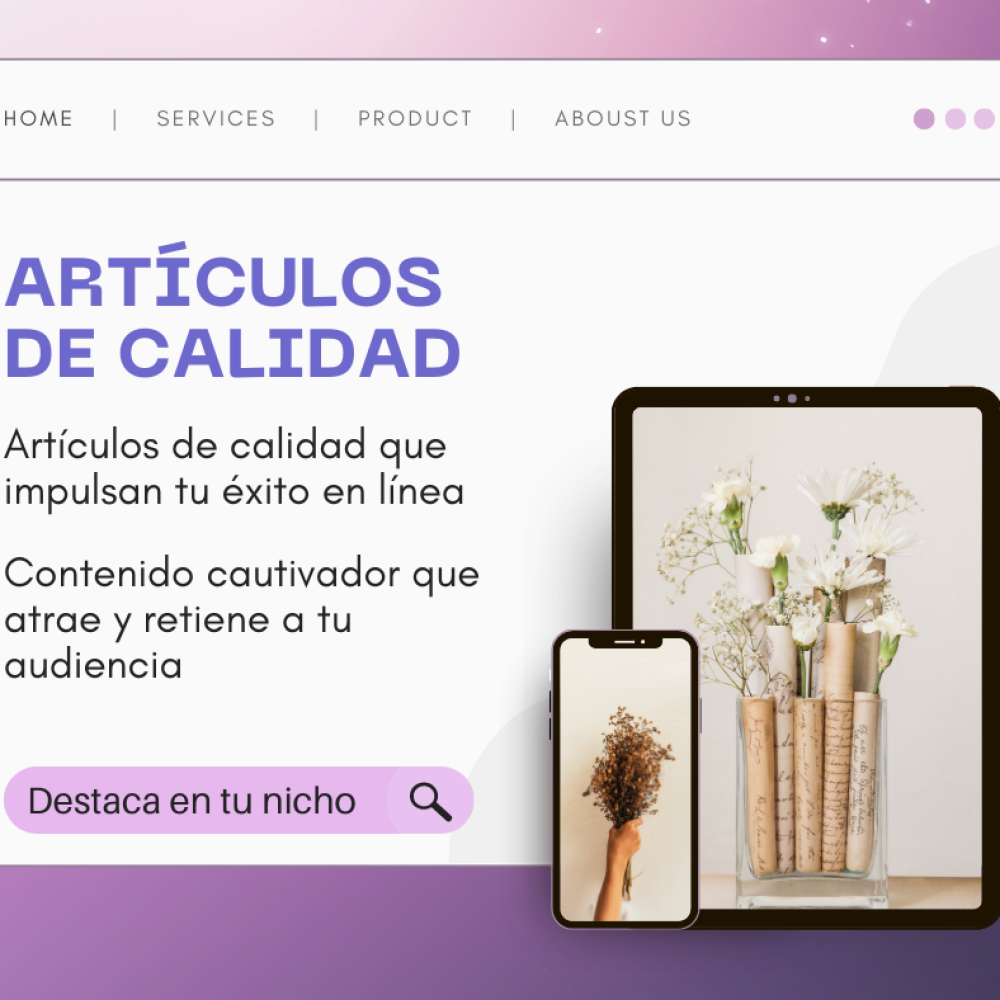 HOME | SERVICES | PRODUCT | ABOUST US
ARTÍCULOS
DE CALIDAD
Artículos de calidad que
impulsan tu éxito en línea
Contenido cautivador que
atrae y retiene a tu
audiencia
Destaca en tu nicho